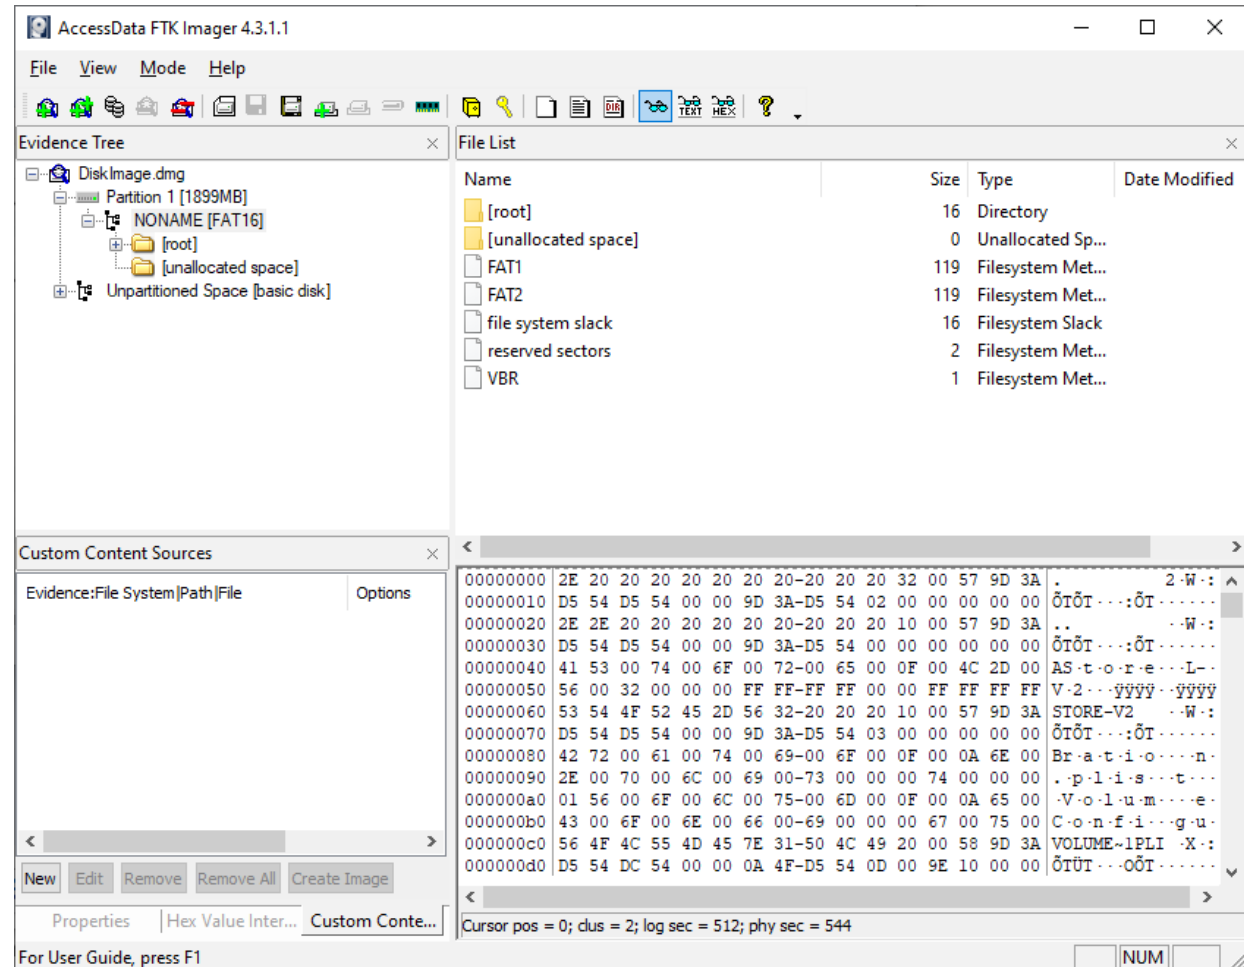 AccessData FTK Imager 4.3.1.1
File View Mode Help
TEXT HEX
DIR
Evidence Tree
DiskImage.dmg
Partition 1 [1899MB]
NONAME [FAT16]
[root]
[unallocated space]
Unpartitioned Space [basic disk]
File List
Name Size Type Date Modified
[root] 16 Directory
[unallocated space] 0 Unallocated Sp...
FAT1 119 Filesystem Met...
FAT2 119 Filesystem Met...
file system slack 16 Filesystem Slack
reserved sectors 2 Filesystem Met...
VBR 1 Filesystem Met...
Custom Content Sources
Evidence:File System|Path|File Options
New Edit Remove Remove All Create Image
Properties Hex Value Inter... Custom Conte...
00000000 2E 20 20 20 20 20 20 20-20 20 20 32 00 57 9D 3A . 2·W·:
00000010 D5 54 D5 54 00 00 9D 3A-D5 54 02 00 00 00 00 00 ÕTÕT···:ÕT······
00000020 2E 2E 20 20 20 20 20 20-20 20 20 10 00 57 9D 3A .. ··W·:
00000030 D5 54 D5 54 00 00 9D 3A-D5 54 00 00 00 00 00 00 ÕTÕT···:ÕT······
00000040 41 53 00 74 00 6F 00 72-00 65 00 0F 00 4C 2D 00 AS·t·o·r·e···L-·
00000050 56 00 32 00 00 00 FF FF-FF FF 00 00 FF FF FF FF V·2···ÿÿÿÿ··ÿÿÿÿ
00000060 53 54 4F 52 45 2D 56 32-20 20 20 10 00 57 9D 3A STORE-V2 ··W·:
00000070 D5 54 D5 54 00 00 9D 3A-D5 54 03 00 00 00 00 00 ÕTÕT···:ÕT······
00000080 42 72 00 61 00 74 00 69-00 6F 00 0F 00 0A 6E 00 Br·a·t·i·o····n·
00000090 2E 00 70 00 6C 00 69 00-73 00 00 00 74 00 00 00 .·p·l·i·s···t···
000000a0 01 56 00 6F 00 6C 00 75-00 6D 00 0F 00 0A 65 00 ·V·o·l·u·m····e·
000000b0 43 00 6F 00 6E 00 66 00-69 00 00 00 67 00 75 00 C·o·n·f·i···g·u·
000000c0 56 4F 4C 55 4D 45 7E 31-50 4C 49 20 00 58 9D 3A VOLUME~1PLI ·X·:
000000d0 D5 54 DC 54 00 00 0A 4F-D5 54 0D 00 9E 10 00 00 ÕTÜT···OÕT······
Cursor pos = 0; clus = 2; log sec = 512; phy sec = 544
For User Guide, press F1
NUM